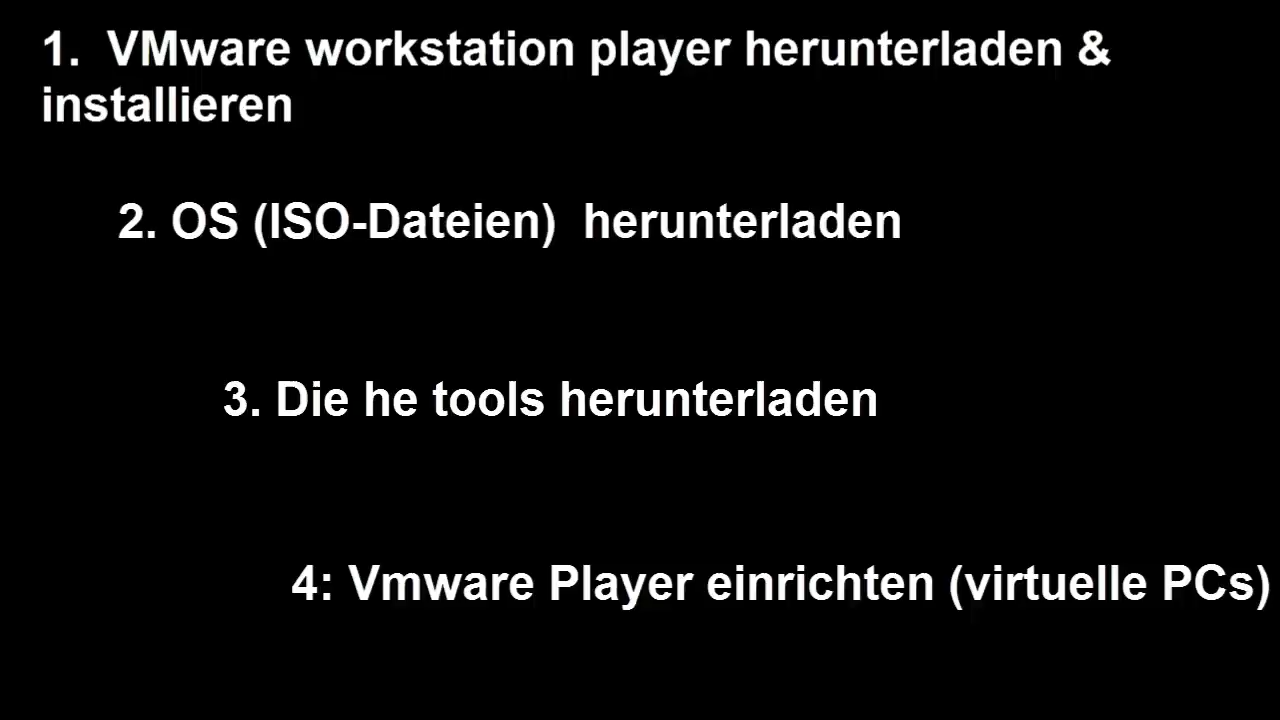 1.  VMware workstation player herunterladen &
installieren
2. OS (ISO-Dateien)  herunterladen
3. Die he tools herunterladen
4: Vmware Player einrichten (virtuelle PCs)